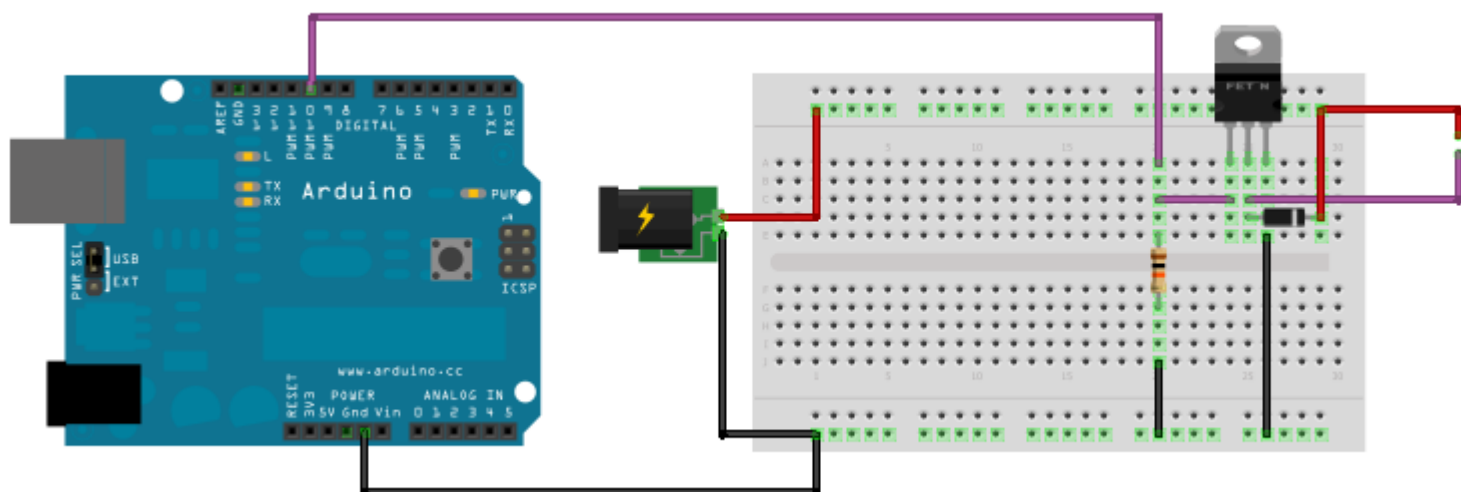 FET N
AREF
GND
13
12
11
10
9
8
7
6
5
4
3
2
1
0
TX
RX
PWM
PWM
PWM
DIGITAL
PWM
PWM
PWM
L
TX
RX
Arduino
PWR
1
PWR SEL
USB
EXT
ICSP
www.arduino.cc
POWER
ANALOG IN
RESET
3V3
5V Gnd Vin
0 1 2 3 4 5
5 15 30
A
B
C
E
F
G
H
I
J
1 5 10 15 25 30